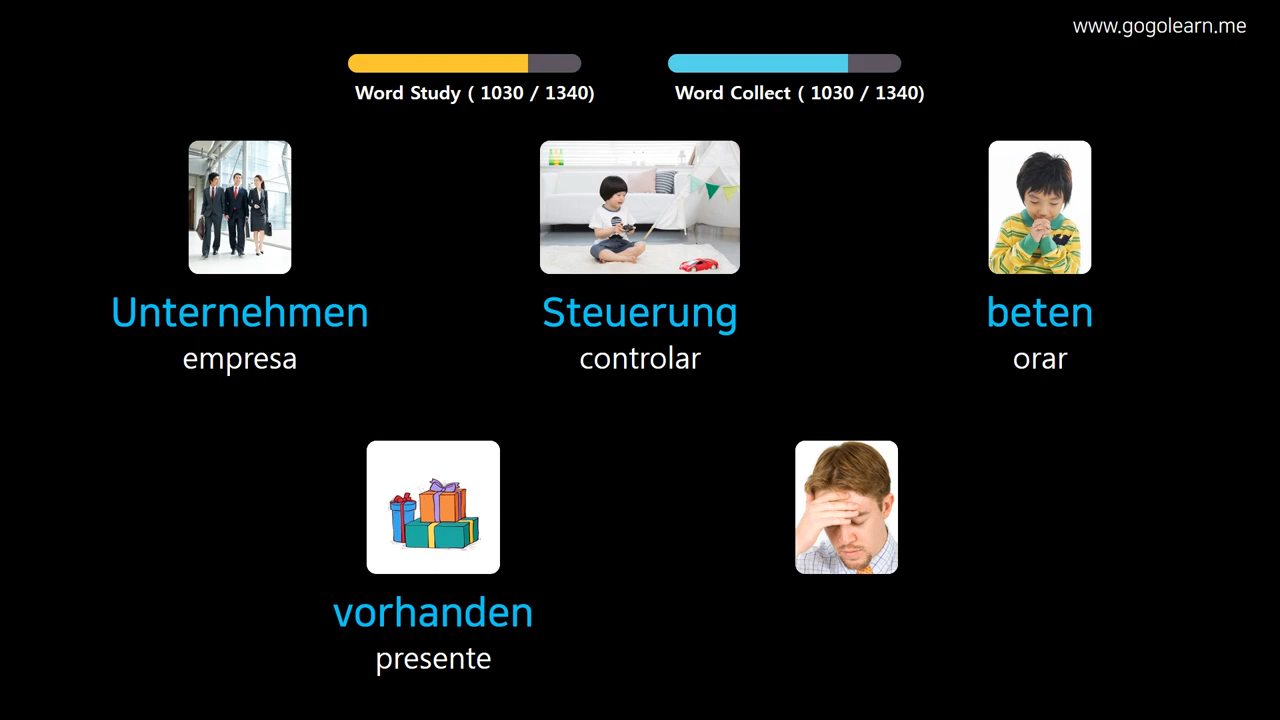 www.gogolearn.me
Word Study ( 1030 / 1340)
Word Collect ( 1030 / 1340)
Unternehmen
empresa
Steuerung
controlar
beten
orar
vorhanden
presente